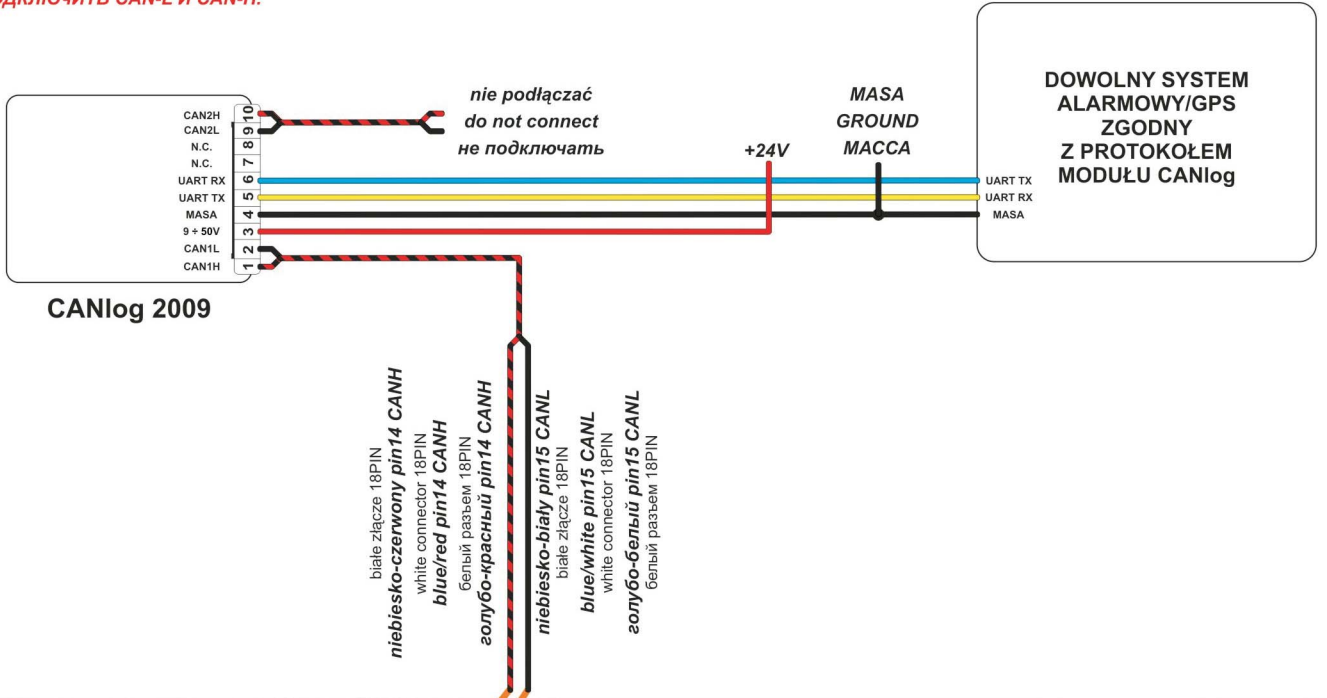 ПОДКЛЮЧИТЬ CAN-L И CAN-H.
CAN2H 10
CAN2L 9
N.C. 8
N.C. 7
UART RX 6
UART TX 5
MASA 4
9 ÷ 50V 3
CAN1L 2
CAN1H 1
CANlog 2009
nie podłączać
do not connect
не подключать
+24V
MASA
GROUND
MACCA
DOWOLNY SYSTEM
ALARMOWY/GPS
ZGODNY
Z PROTOKOŁEM
MODUŁU CANlog
UART TX
UART RX
MASA
białe złącze 18PIN
niebiesko-czerwony pin14 CANH
white connector 18PIN
blue/red pin14 CANH
белый разъем 18PIN
голубо-красный pin14 CANH
niebiesko-biały pin15 CANL
białe złącze 18PIN
blue/white pin15 CANL
white connector 18PIN
голубо-белый pin15 CANL
белый разъем 18PIN